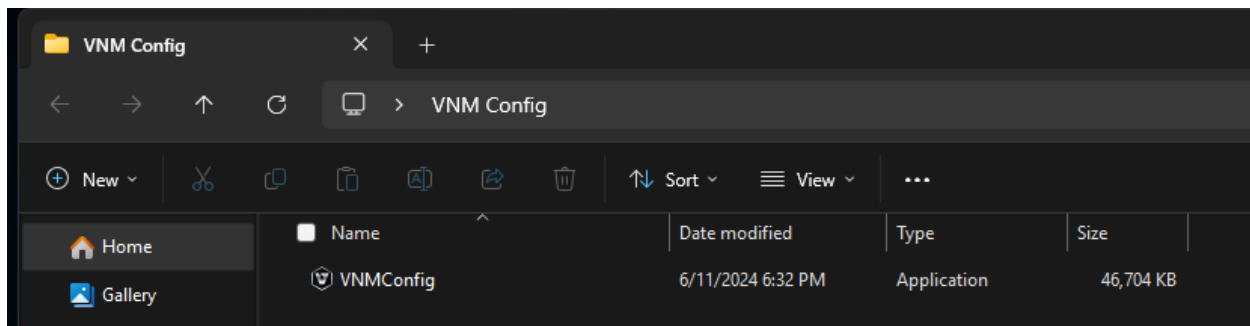 VNM Config
VNM Config
New Sort View
Home
Gallery
Name Date modified Type Size
VNMConfig 6/11/2024 6:32 PM Application 46,704 KB